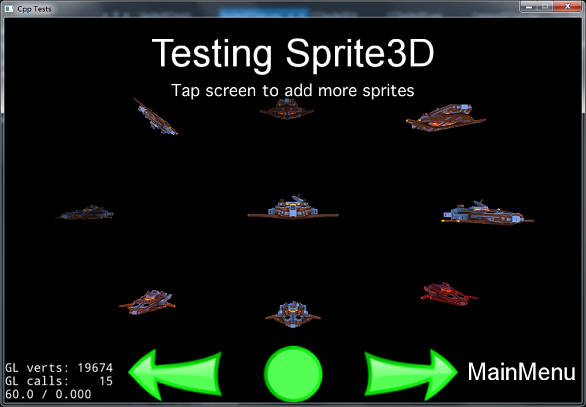 Cpp Tests
Testing Sprite3D
Tap screen to add more sprites
GL verts: 19674
GL calls: 15
60.0 / 0.000
MainMenu